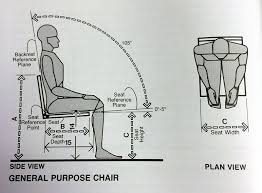 105°
Backrest
Reference
Plane
Seat
Reference
Plane
0°-5°
A
Seat
Reference
Point
B
Seat
Depth
15
C
Seat
Height
C
Seat Width
SIDE VIEW
PLAN VIEW
GENERAL PURPOSE CHAIR